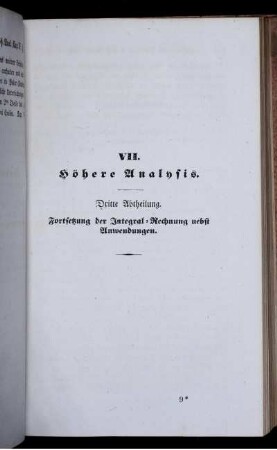 VII.
Höhere Analysis.
Dritte Abtheilung.
Fortsetzung der Integral-Rechnung nebst
Anwendungen.
9*